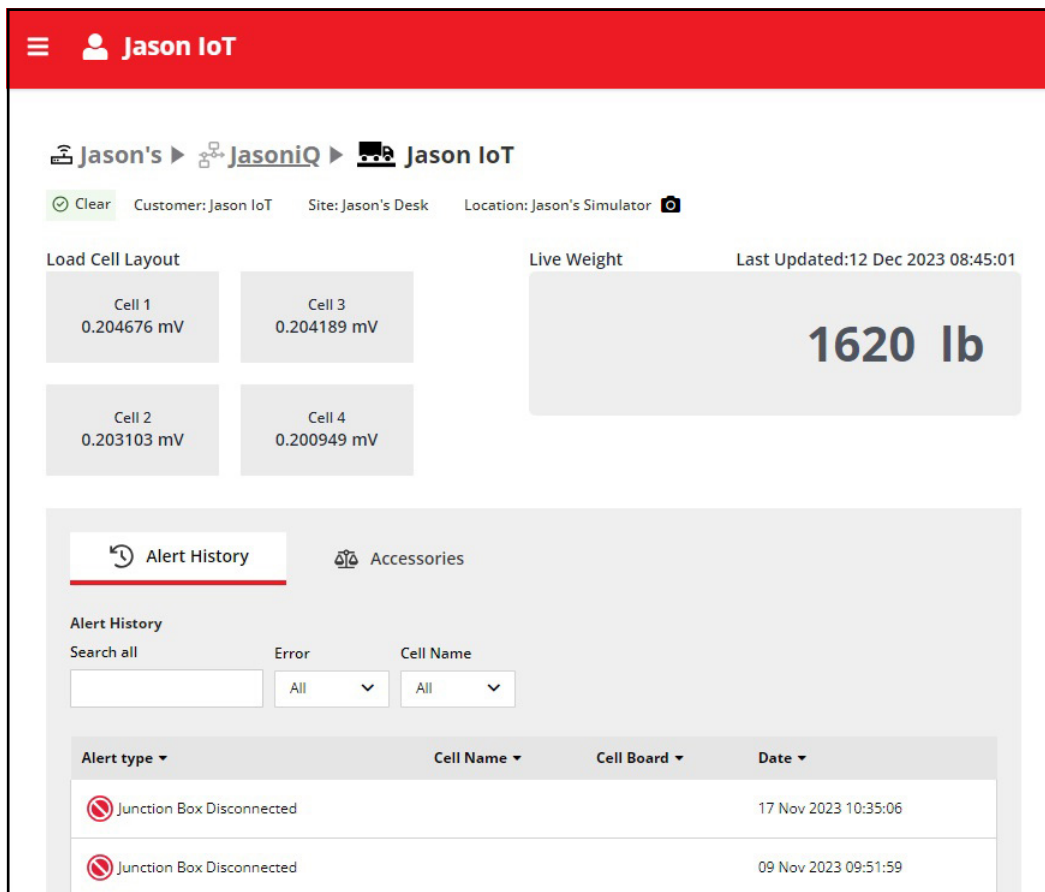 Jason IoT
Jason's JasoniQ Jason IoT
Clear Customer: Jason IoT Site: Jason's Desk Location: Jason's Simulator
Load Cell Layout
Cell 1
0.204676 mV
Cell 3
0.204189 mV
Cell 2
0.203103 mV
Cell 4
0.200949 mV
Live Weight Last Updated:12 Dec 2023 08:45:01
1620 lb
Alert History Accessories
Alert History
Search all Error Cell Name
All All
Alert type Cell Name Cell Board Date
Junction Box Disconnected 17 Nov 2023 10:35:06
Junction Box Disconnected 09 Nov 2023 09:51:59